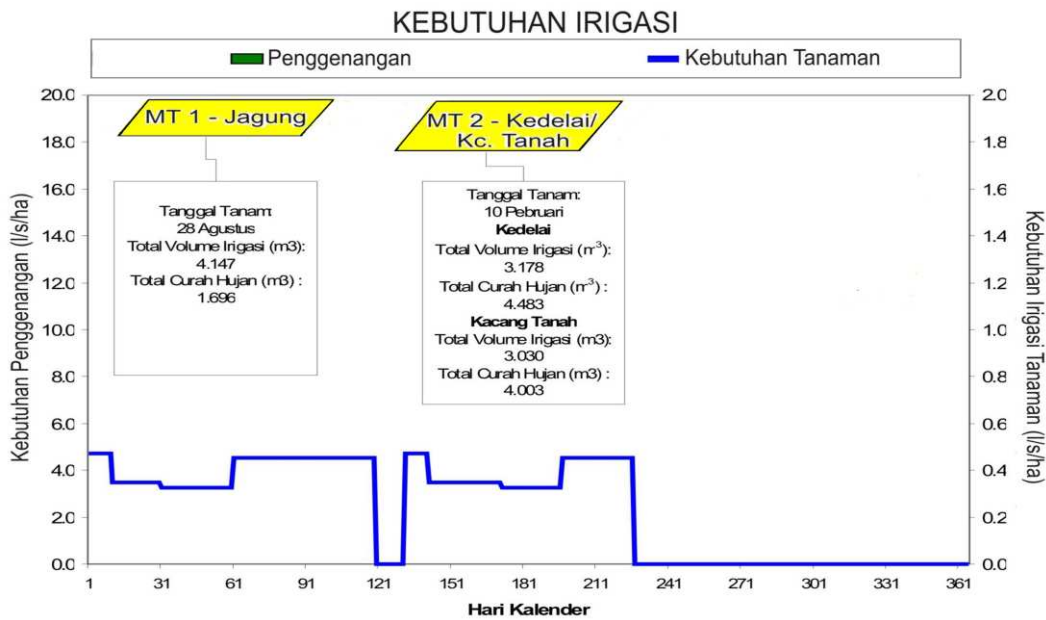 KEBUTUHAN IRIGASI
Penggenangan
Kebutuhan Tanaman
MT 1 - Jagung
MT 2 - Kedelai/
Kc. Tanah
Tanggal Tanam:
28 Agustus
Total Volume Irigasi (m3):
4.147
Total Curah Hujan (m3) :
1.696
Tanggal Tanam:
10 Pebruari
Kedelai
Total Volume Irigasi (m³):
3.178
Total Curah Hujan (m³) :
4.483
Kacang Tanah
Total Volume Irigasi (m3):
3.030
Total Curah Hujan (m3) :
4.003
Kebutuhan Penggenangan (l/s/ha)
20.0
18.0
16.0
14.0
12.0
10.0
8.0
6.0
4.0
2.0
0.0
Kebutuhan Irigasi Tanaman (l/s/ha)
2.0
1.8
1.6
1.4
1.2
1.0
0.8
0.6
0.4
0.2
0.0
1 31 61 91 121 151 181 211 241 271 301 331 361
Hari Kalender